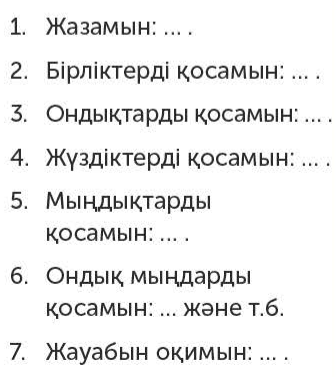 1. Жазамын: ... .
2. Бірліктерді қосамын: ... .
3. Ондықтарды қосамын: ... .
4. Жүздіктерді қосамын: ... .
5. Мыңдықтарды
қосамын: ... .
6. Ондық мыңдарды
қосамын: ... және т.б.
7. Жауабын оқимын: ... .